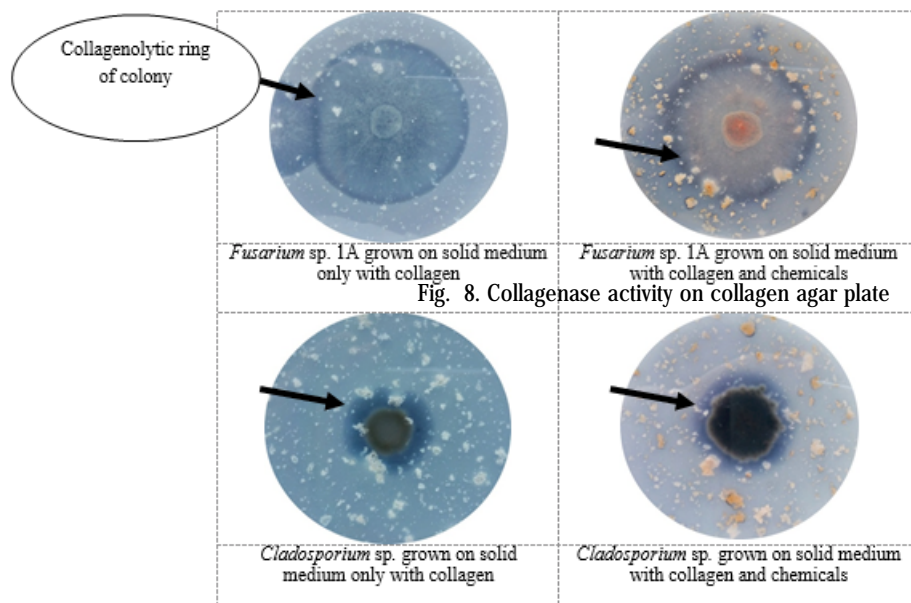 Collagenolytic ring
of colony
Fusarium sp. 1A grown on solid medium
only with collagen
Fusarium sp. 1A grown on solid medium
with collagen and chemicals
Fig. 8. Collagenase activity on collagen agar plate
Cladosporium sp. grown on solid
medium only with collagen
Cladosporium sp. grown on solid medium
with collagen and chemicals